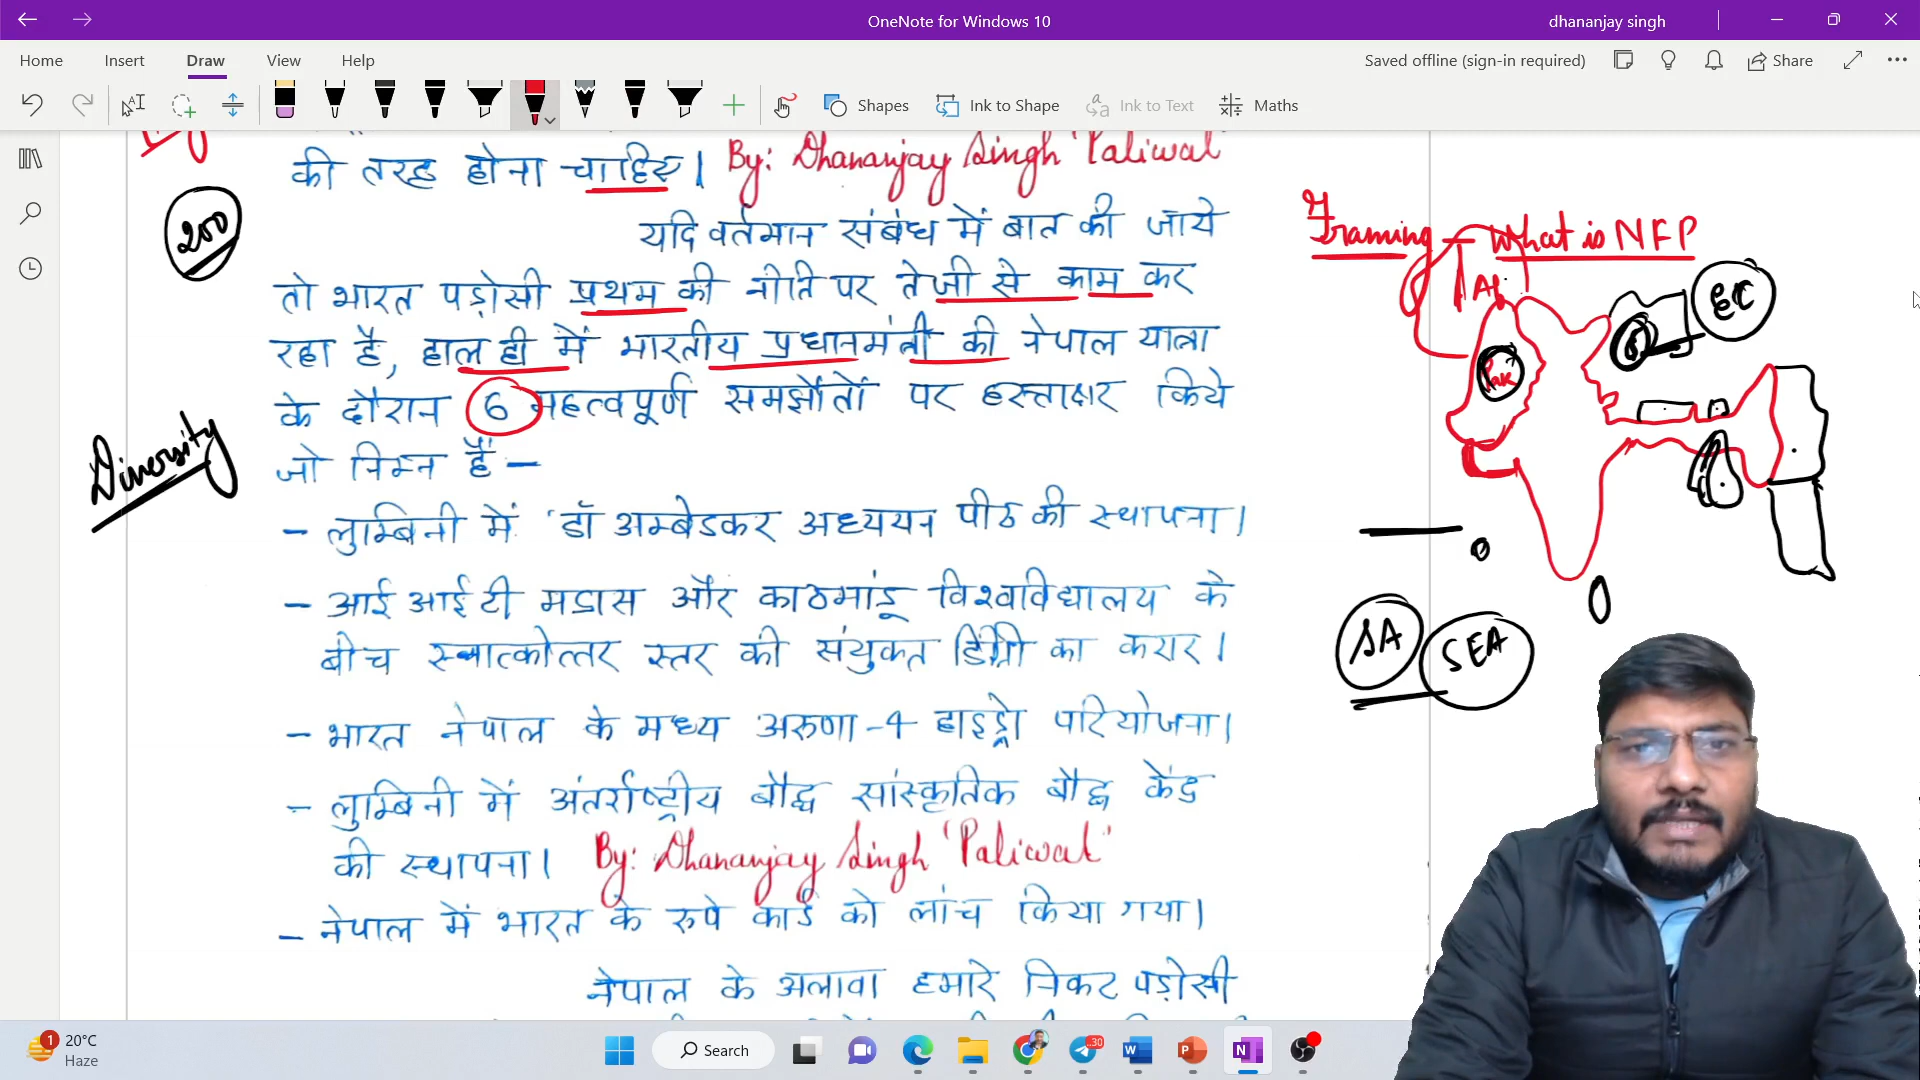 OneNote for Windows 10
dhananjay singh
Home Insert Draw View Help
Saved offline (sign-in required)
Share
Shapes
Ink to Shape
Ink to Text
Maths
की तरह होना चाहिए। By: Dhananjay Singh 'Paliwal'
200
यदि वर्तमान संबंध में बात की जाये
तो भारत पड़ोसी प्रथम की नीति पर तेजी से काम कर
रहा है, हाल ही में भारतीय प्रधानमंत्री की नेपाल यात्रा
के दौरान 6 महत्वपूर्ण समझौतों पर हस्ताक्षर किये
जो निम्न हैं -
Diversity
- लुम्बिनी में 'डॉ अम्बेडकर अध्ययन पीठ की स्थापना।
- आई आई टी मद्रास और काठमांडू विश्वविद्यालय के
बीच स्नात्कोत्तर स्तर की संयुक्त डिग्री का करार।
- भारत नेपाल के मध्य अरुणा-4 हाइड्रो परियोजना।
- लुम्बिनी में अंतर्राष्ट्रीय बौद्ध सांस्कृतिक बौद्ध केंद्र
की स्थापना। By: Dhananjay Singh 'Paliwal'
- नेपाल में भारत के रुपे कार्ड को लांच किया गया।
नेपाल के अलावा हमारे निकट पड़ोसी
Framing - What is NFP
Pak
SA
SEA
1
20°C
Haze
Search
30